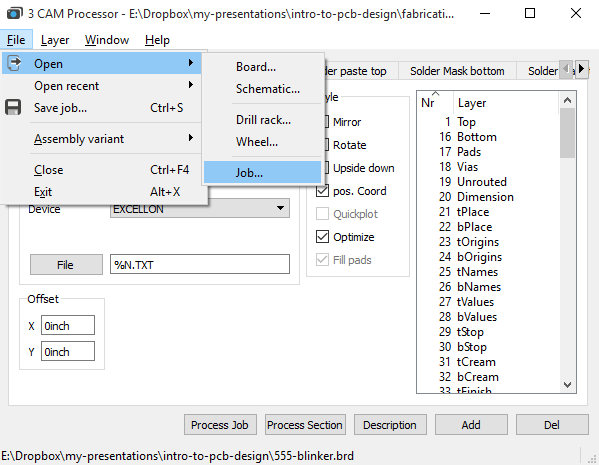 3 CAM Processor - E:\Dropbox\my-presentations\intro-to-pcb-design\fabricati...
File Layer Window Help
Open
Open recent
Save job... Ctrl+S
Assembly variant
Close Ctrl+F4
Exit Alt+X
Board...
Schematic...
Drill rack...
Wheel...
Job...
paste top Solder Mask bottom Solder
Mirror
Rotate
Upside down
pos. Coord
Quickplot
Optimize
Fill pads
Device EXCELLON
File %N.TXT
Offset
X 0inch
Y 0inch
Nr Layer
1 Top
16 Bottom
17 Pads
18 Vias
19 Unrouted
20 Dimension
21 tPlace
22 bPlace
23 tOrigins
24 bOrigins
25 tNames
26 bNames
27 tValues
28 bValues
29 tStop
30 bStop
31 tCream
32 bCream
33 tFinish
Process Job Process Section Description Add Del
E:\Dropbox\my-presentations\intro-to-pcb-design\555-blinker.brd